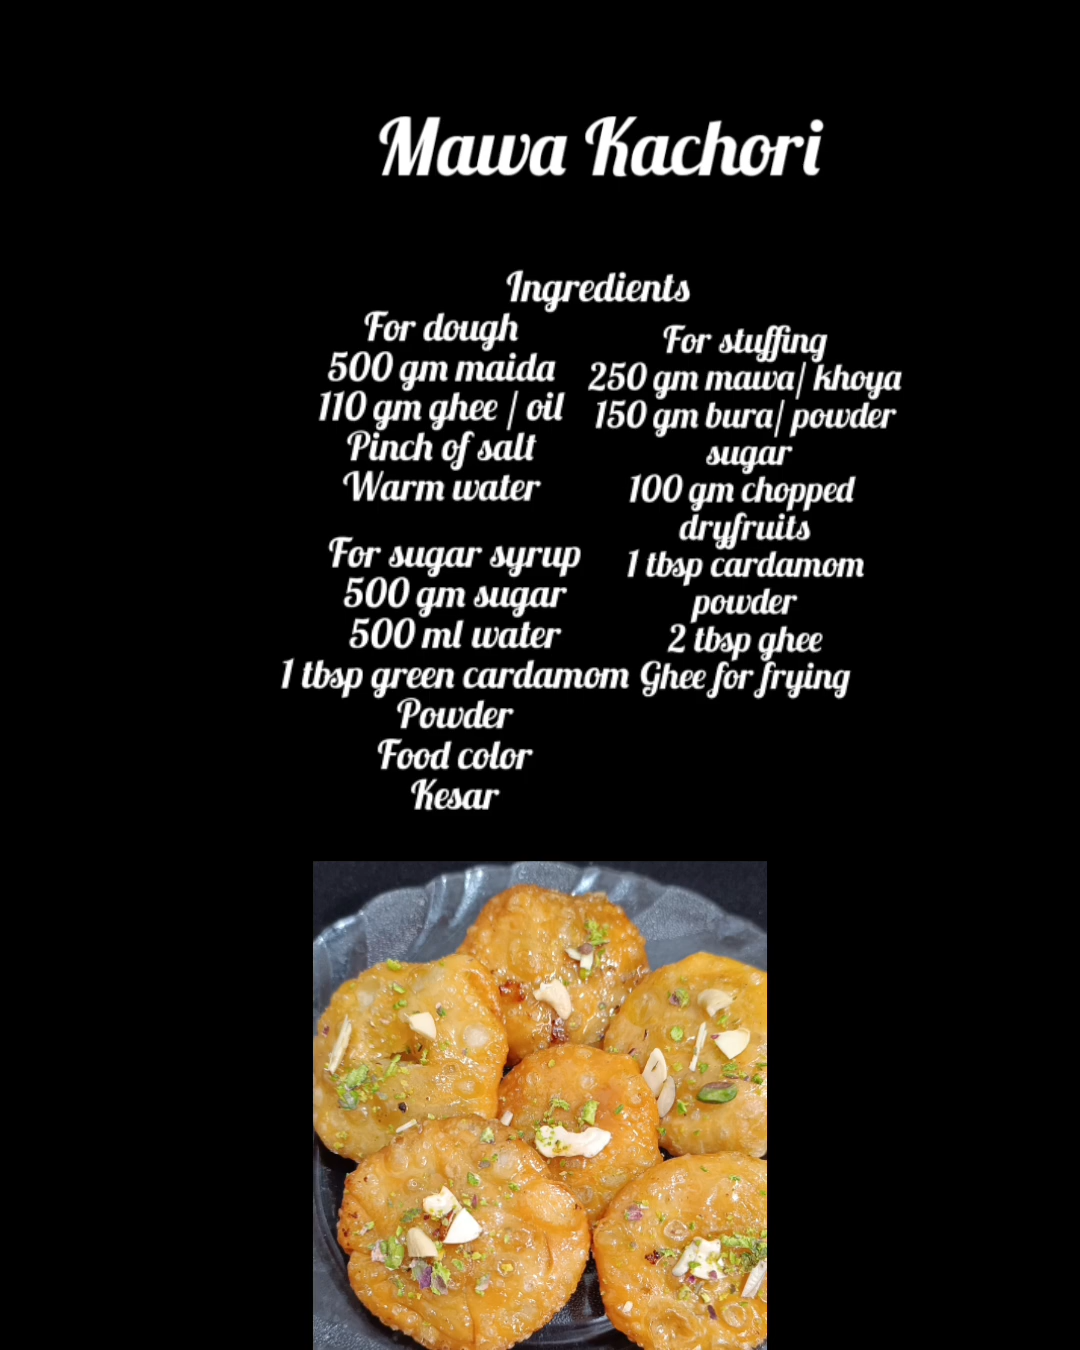 Mawa Kachori
Ingredients
For dough
500 gm maida
110 gm ghee / oil
Pinch of salt
Warm water
For sugar syrup
500 gm sugar
500 ml water
1 tbsp green cardamom
Powder
Food color
Kesar
For stuffing
250 gm mawa/ khoya
150 gm bura/ powder
sugar
100 gm chopped
dryfruits
1 tbsp cardamom
powder
2 tbsp ghee
Ghee for frying